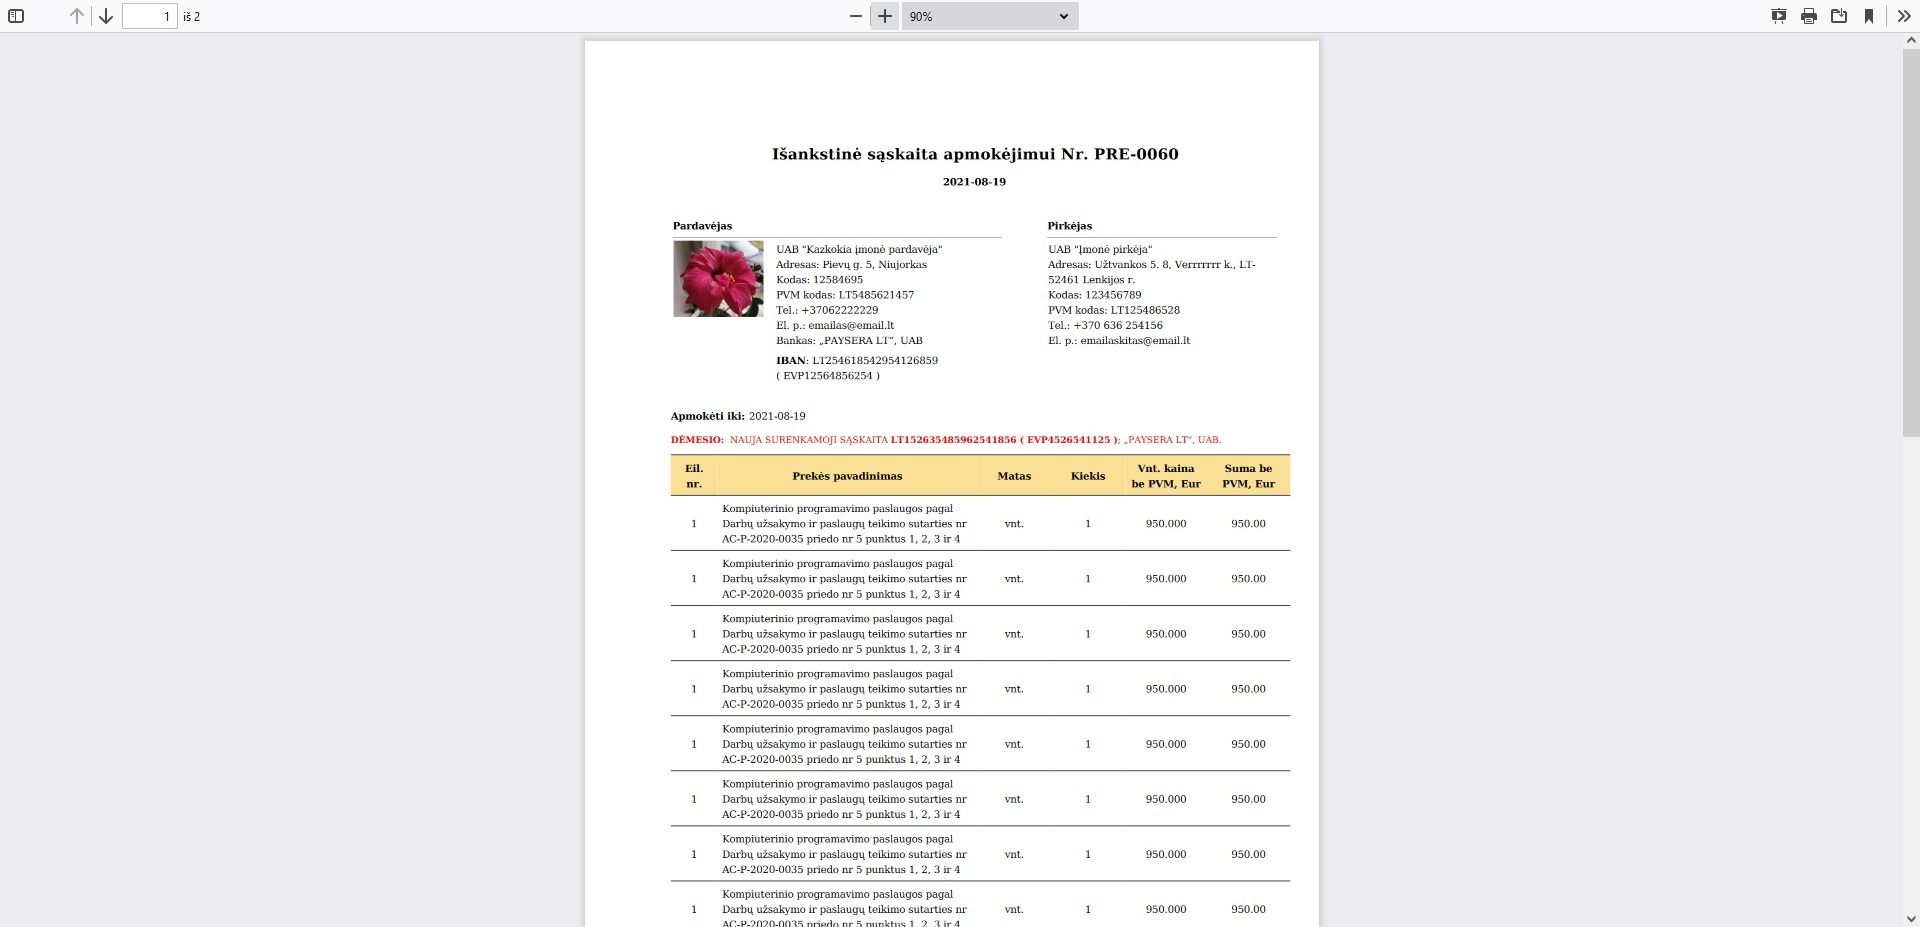 1
iš 2
90%
Išankstinė sąskaita apmokėjimui Nr. PRE-0060
2021-08-19
Pardavėjas
UAB "Kazkokia įmonė pardavėja"
Adresas: Pievų g. 5, Niujorkas
Kodas: 12584695
PVM kodas: LT5485621457
Tel.: +37062222229
El. p.: emailas@email.lt
Bankas: „PAYSERA LT“, UAB
IBAN: LT254618542954126859
( EVP12564856254 )
Pirkėjas
UAB "Įmonė pirkėja"
Adresas: Užtvankos 5. 8, Verrrrrrr k., LT-
52461 Lenkijos r.
Kodas: 123456789
PVM kodas: LT125486528
Tel.: +370 636 254156
El. p.: emailaskitas@email.lt
Apmokėti iki: 2021-08-19
DĖMESIO: NAUJA SURENKAMOJI SĄSKAITA LT152635485962541856 ( EVP4526541125 ); „PAYSERA LT“, UAB.
Eil. nr. Prekės pavadinimas Matas Kiekis Vnt. kaina be PVM, Eur Suma be PVM, Eur
Kompiuterinio programavimo paslaugos pagal
1 Darbų užsakymo ir paslaugų teikimo sutarties nr vnt. 1 950.000 950.00
AC-P-2020-0035 priedo nr 5 punktus 1, 2, 3 ir 4
Kompiuterinio programavimo paslaugos pagal
1 Darbų užsakymo ir paslaugų teikimo sutarties nr vnt. 1 950.000 950.00
AC-P-2020-0035 priedo nr 5 punktus 1, 2, 3 ir 4
Kompiuterinio programavimo paslaugos pagal
1 Darbų užsakymo ir paslaugų teikimo sutarties nr vnt. 1 950.000 950.00
AC-P-2020-0035 priedo nr 5 punktus 1, 2, 3 ir 4
Kompiuterinio programavimo paslaugos pagal
1 Darbų užsakymo ir paslaugų teikimo sutarties nr vnt. 1 950.000 950.00
AC-P-2020-0035 priedo nr 5 punktus 1, 2, 3 ir 4
Kompiuterinio programavimo paslaugos pagal
1 Darbų užsakymo ir paslaugų teikimo sutarties nr vnt. 1 950.000 950.00
AC-P-2020-0035 priedo nr 5 punktus 1, 2, 3 ir 4
Kompiuterinio programavimo paslaugos pagal
1 Darbų užsakymo ir paslaugų teikimo sutarties nr vnt. 1 950.000 950.00
AC-P-2020-0035 priedo nr 5 punktus 1, 2, 3 ir 4
Kompiuterinio programavimo paslaugos pagal
1 Darbų užsakymo ir paslaugų teikimo sutarties nr vnt. 1 950.000 950.00
AC-P-2020-0035 priedo nr 5 punktus 1, 2, 3 ir 4
Kompiuterinio programavimo paslaugos pagal
1 Darbų užsakymo ir paslaugų teikimo sutarties nr vnt. 1 950.000 950.00
AC-P-2020-0035 priedo nr 5 punktus 1, 2, 3 ir 4